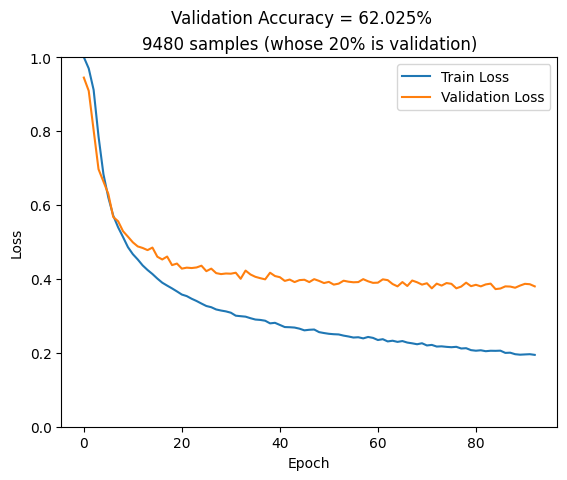 Validation Accuracy = 62.025%
9480 samples (whose 20% is validation)
Train Loss
Validation Loss
1.0
0.8
0.6
0.4
0.2
0.0
Loss
0
20
40
60
80
Epoch